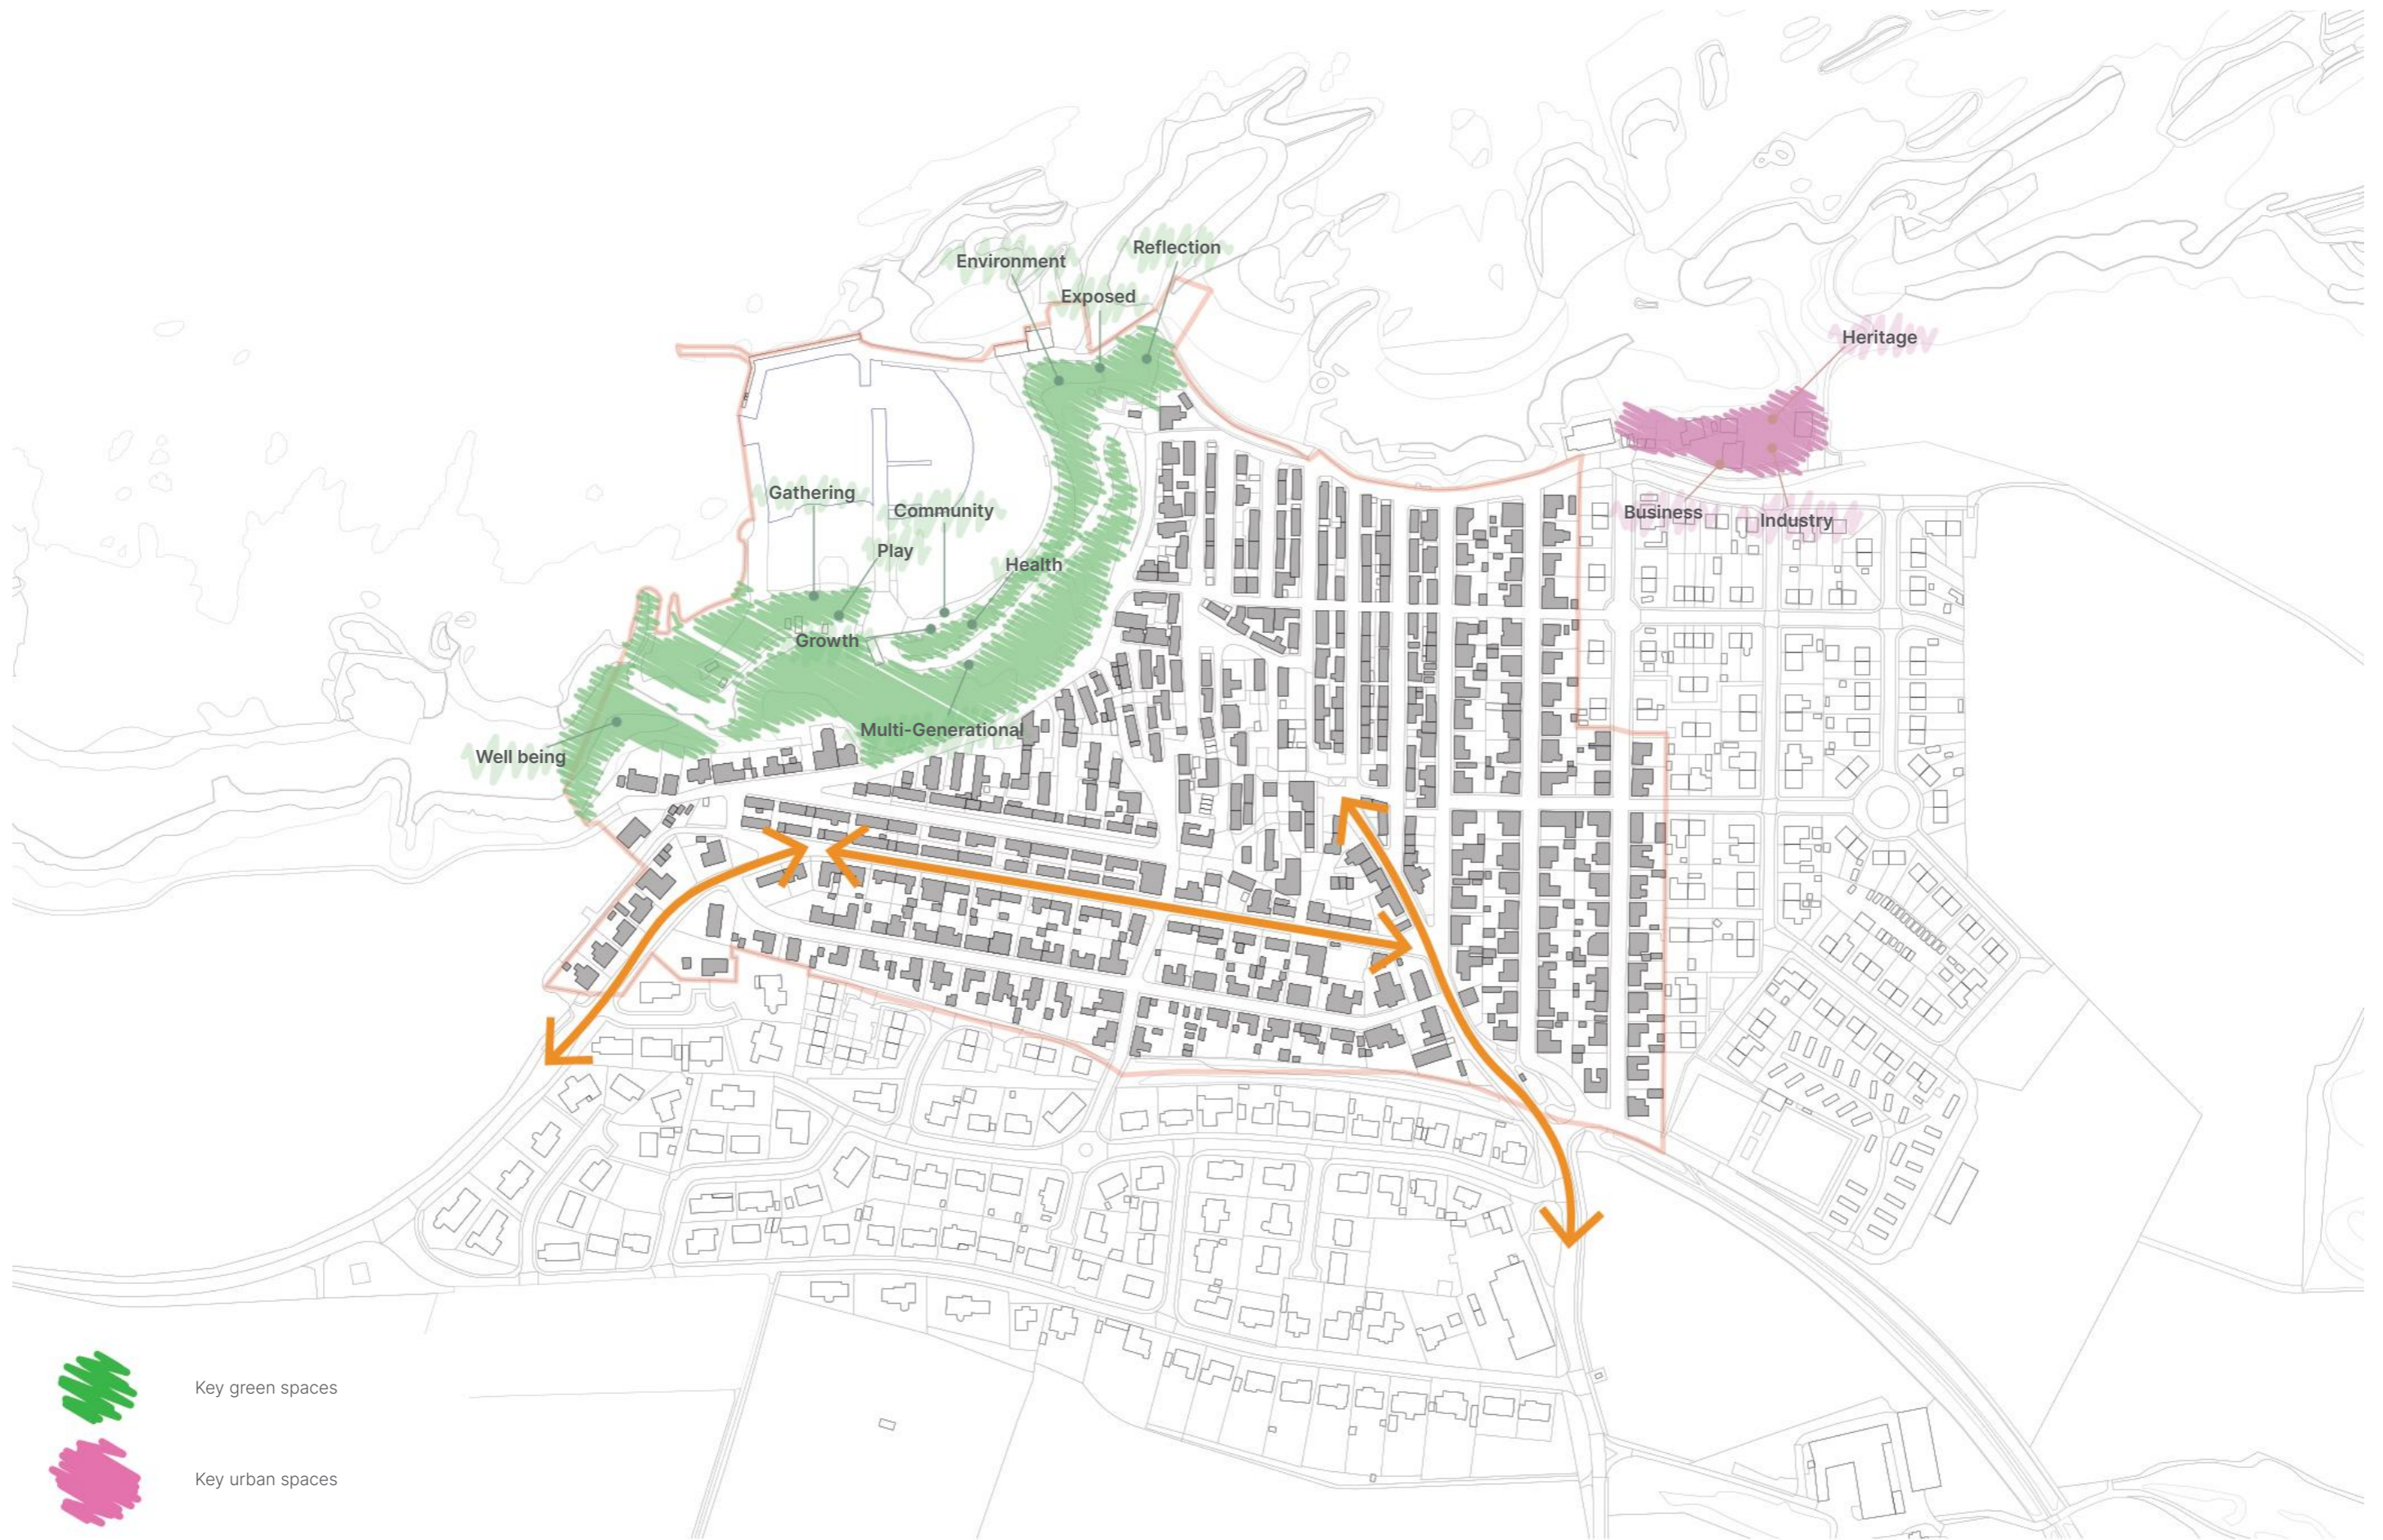 Reflection
Environment
Exposed
Heritage
Gathering
Community
Business
Industry
Play
Health
Growth
Multi-Generational
Well being
Key green spaces
Key urban spaces